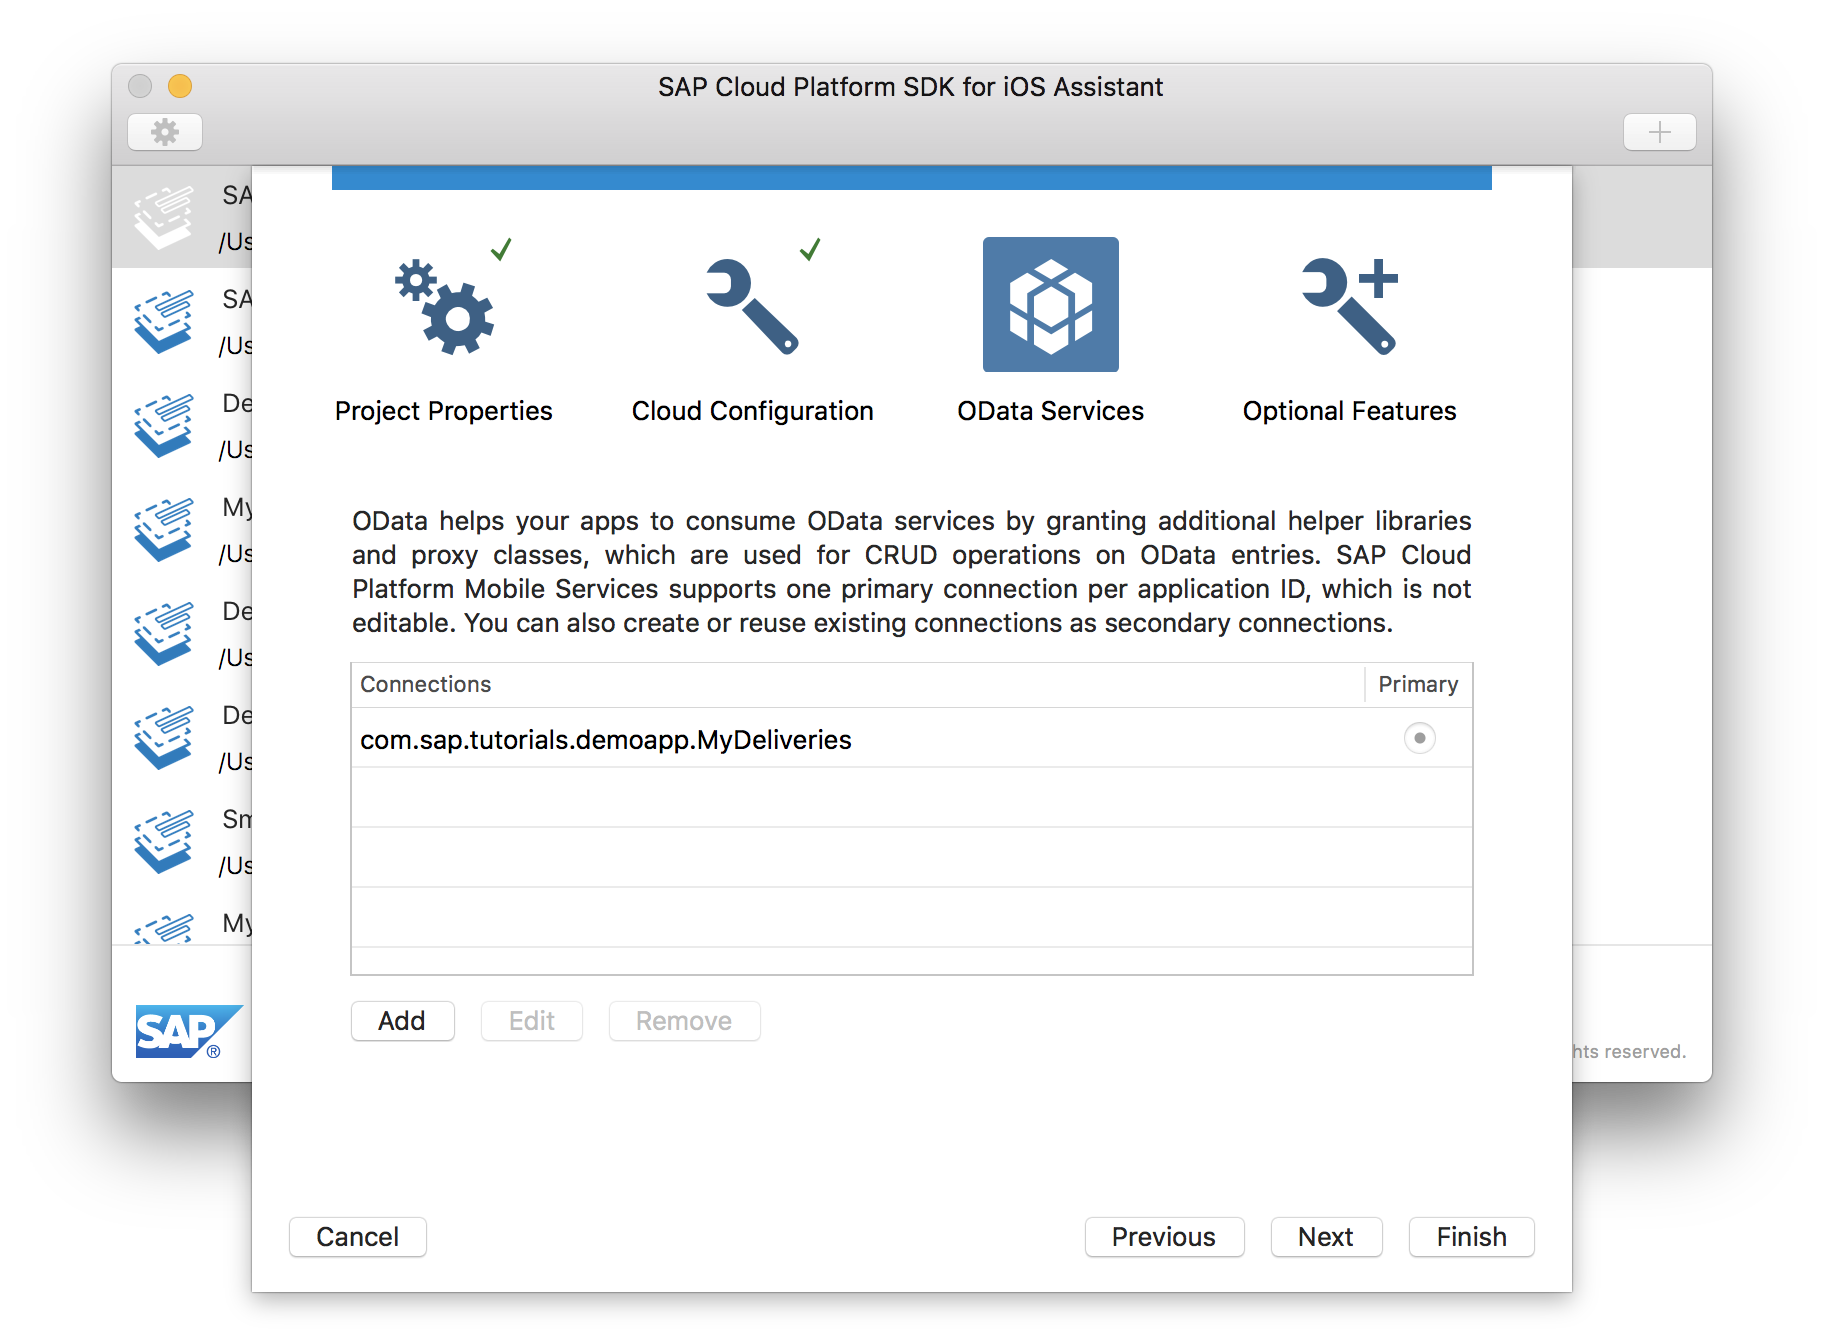 SAP Cloud Platform SDK for iOS Assistant
SA
/Us
SA
/Us
De
/Us
My
/Us
De
/Us
De
/Us
Sm
/Us
My
Project Properties
Cloud Configuration
OData Services
Optional Features
OData helps your apps to consume OData services by granting additional helper libraries
and proxy classes, which are used for CRUD operations on OData entries. SAP Cloud
Platform Mobile Services supports one primary connection per application ID, which is not
editable. You can also create or reuse existing connections as secondary connections.
Connections Primary
com.sap.tutorials.demoapp.MyDeliveries
Add Edit Remove
SAP ®
hts reserved.
Cancel Previous Next Finish